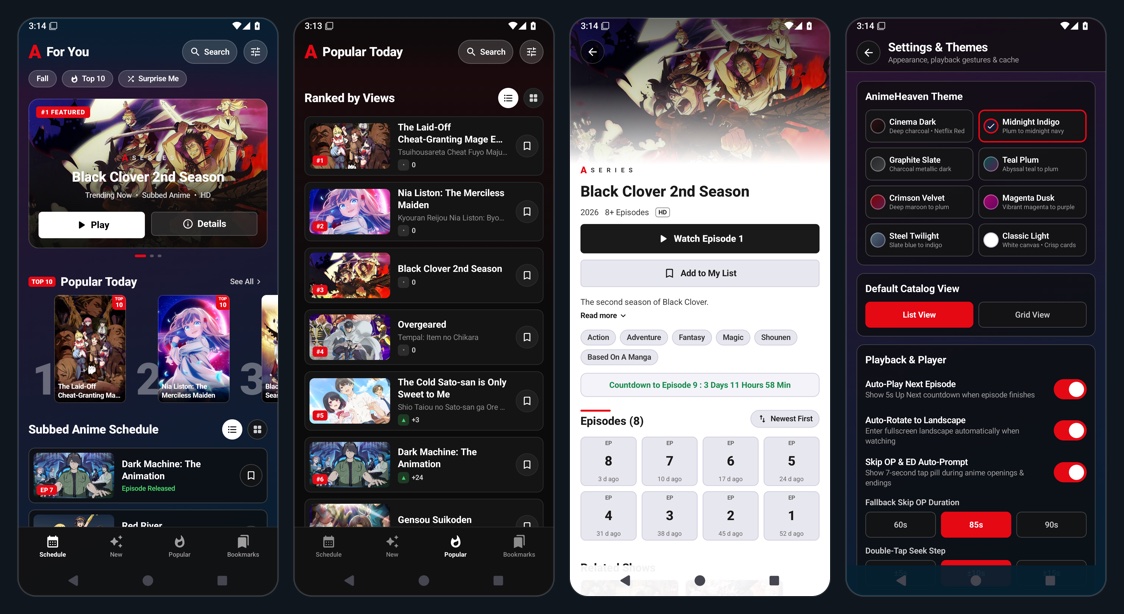 3:14
A For You
Search
Fall
Top 10
Surprise Me
#1 FEATURED
A SERIES
Black Clover 2nd Season
Trending Now • Subbed Anime • HD
Play
Details
TOP 10 Popular Today
See All
TOP 10
TOP 10
1
2
3
The Laid-Off
Cheat-Granting Ma...
Nia Liston: The
Merciless Maiden
Subbed Anime Schedule
EP 7
Dark Machine: The
Animation
Episode Released
Red River
Schedule
New
Popular
Bookmarks
3:13
A Popular Today
Search
Ranked by Views
#1
The Laid-Off
Cheat-Granting Mage E...
Tsuihousareta Cheat Fuyo Maju...
- 0
#2
Nia Liston: The Merciless
Maiden
Kyouran Reijou Nia Liston: Byo...
- 0
#3
Black Clover 2nd Season
- 0
#4
Overgeared
Tempal: Item no Chikara
- 0
#5
The Cold Sato-san is Only
Sweet to Me
Shio Taiou no Sato-san ga Ore ...
+3
#6
Dark Machine: The
Animation
+24
Gensou Suikoden
Schedule
New
Popular
Bookmarks
3:14
A SERIES
Black Clover 2nd Season
2026 8+ Episodes HD
Watch Episode 1
Add to My List
The second season of Black Clover.
Read more
Action
Adventure
Fantasy
Magic
Shounen
Based On A Manga
Countdown to Episode 9 : 3 Days 11 Hours 58 Min
Episodes (8)
Newest First
EP
8
3 d ago
EP
7
10 d ago
EP
6
17 d ago
EP
5
24 d ago
EP
4
31 d ago
EP
3
38 d ago
EP
2
45 d ago
EP
1
52 d ago
Related Shows
3:14
Settings & Themes
Appearance, playback gestures & cache
AnimeHeaven Theme
Cinema Dark
Deep charcoal • Netflix Red
Midnight Indigo
Plum to midnight navy
Graphite Slate
Charcoal metallic dark
Teal Plum
Abyssal teal to plum
Crimson Velvet
Deep maroon to plum
Magenta Dusk
Vibrant magenta to purple
Steel Twilight
Slate blue to indigo
Classic Light
White canvas • Crisp cards
Default Catalog View
List View
Grid View
Playback & Player
Auto-Play Next Episode
Show 5s Up Next countdown when episode finishes
Auto-Rotate to Landscape
Enter fullscreen landscape automatically when
watching
Skip OP & ED Auto-Prompt
Show 7-second tap pill during anime openings &
endings
Fallback Skip OP Duration
60s
85s
90s
Double-Tap Seek Step